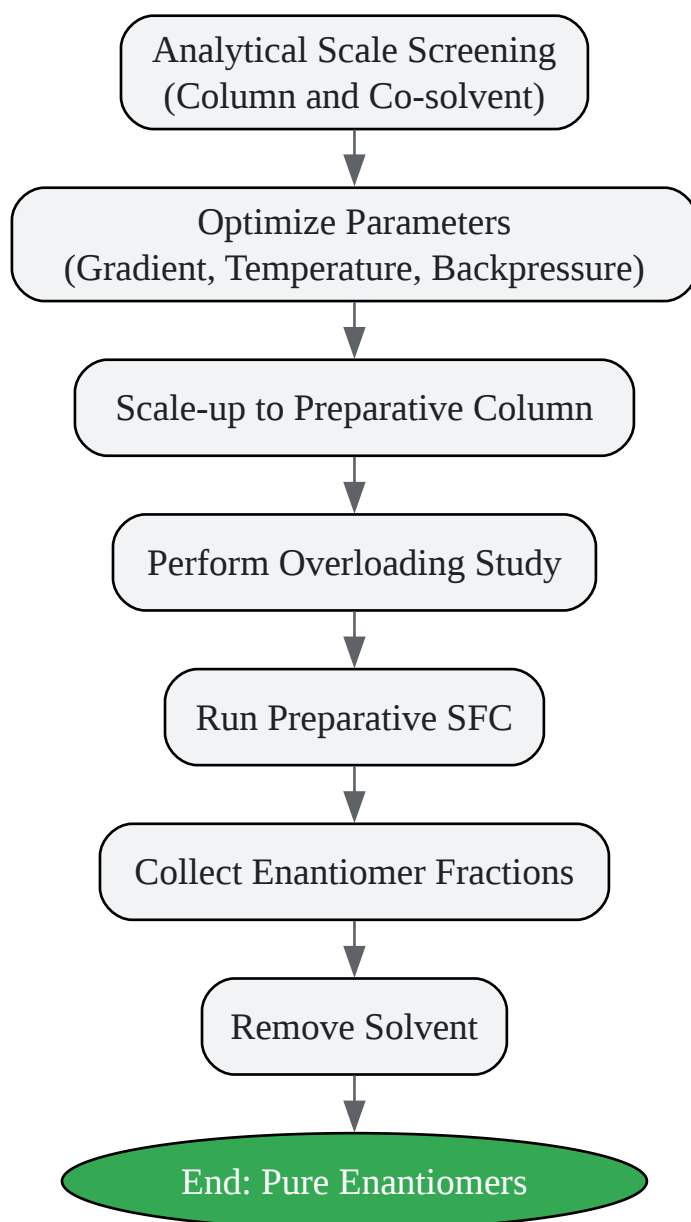 Analytical Scale Screening
(Column and Co-solvent)
Optimize Parameters
(Gradient, Temperature, Backpressure)
Scale-up to Preparative Column
Perform Overloading Study
Run Preparative SFC
Collect Enantiomer Fractions
Remove Solvent
End: Pure Enantiomers